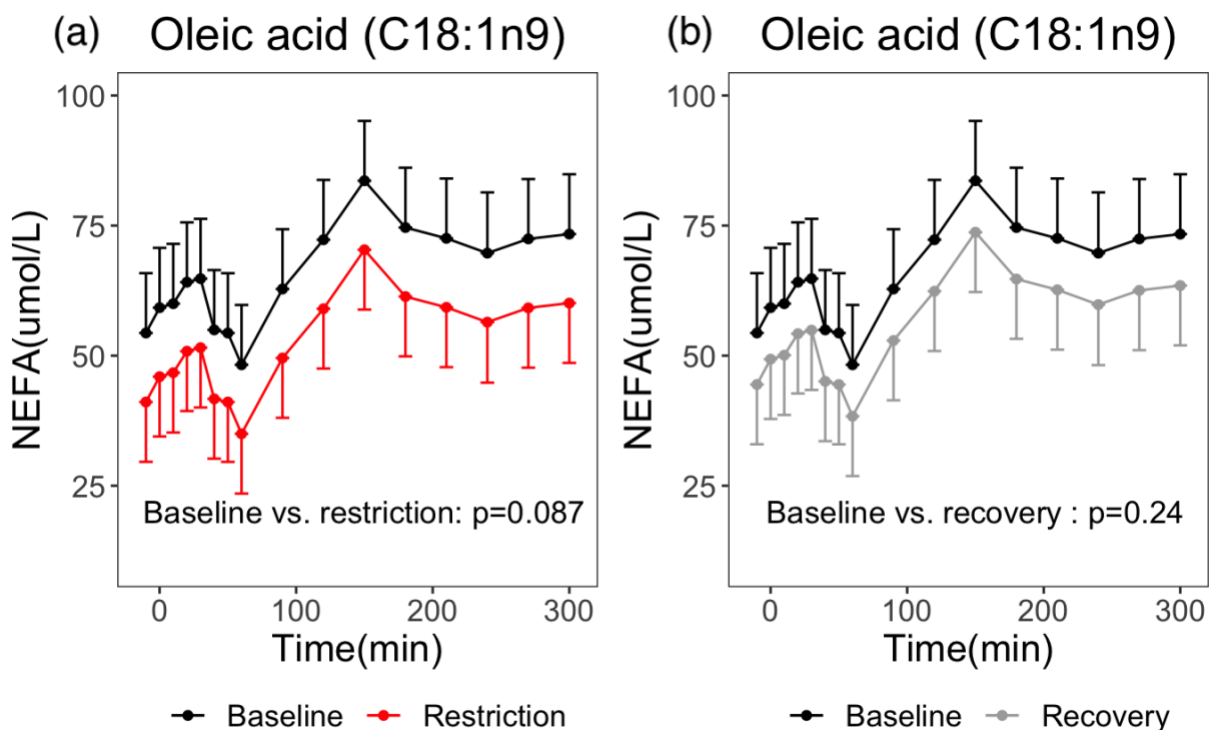 (a) Oleic acid (C18:1n9)
100
75
50
25
NEFA(umol/L)
Baseline vs. restriction: p=0.087
0 100 200 300
Time(min)
Baseline Restriction
(b) Oleic acid (C18:1n9)
100
75
50
25
NEFA(umol/L)
Baseline vs. recovery : p=0.24
0 100 200 300
Time(min)
Baseline Recovery